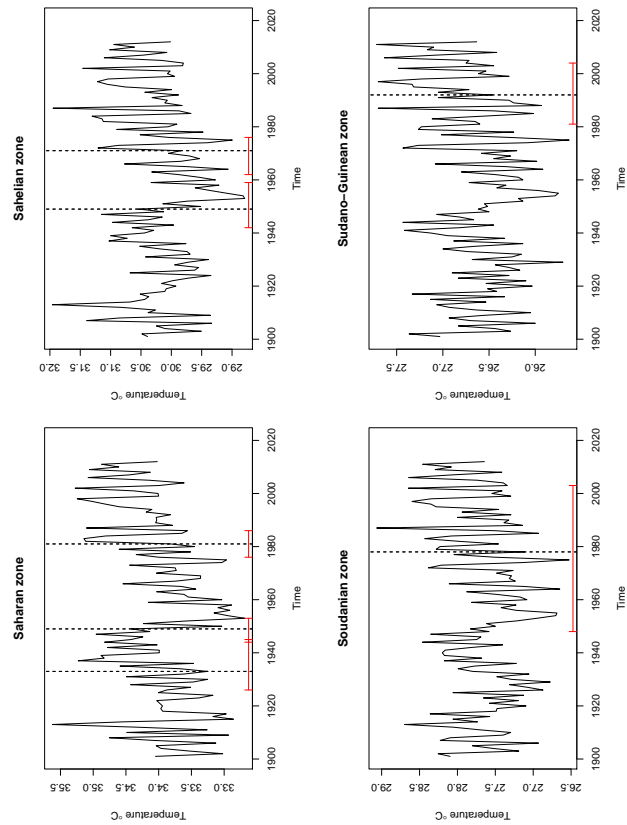 Saharan zone
Temperature °C
35.5
35.0
34.5
34.0
33.5
33.0
1900 1920 1940 1960 1980 2000 2020
Time
Sahelian zone
Temperature °C
32.0
31.5
31.0
30.5
30.0
29.5
29.0
1900 1920 1940 1960 1980 2000 2020
Time
Soudanian zone
Temperature °C
29.0
28.5
28.0
27.5
27.0
26.5
1900 1920 1940 1960 1980 2000 2020
Time
Sudano−Guinean zone
Temperature °C
27.5
27.0
26.5
26.0
1900 1920 1940 1960 1980 2000 2020
Time